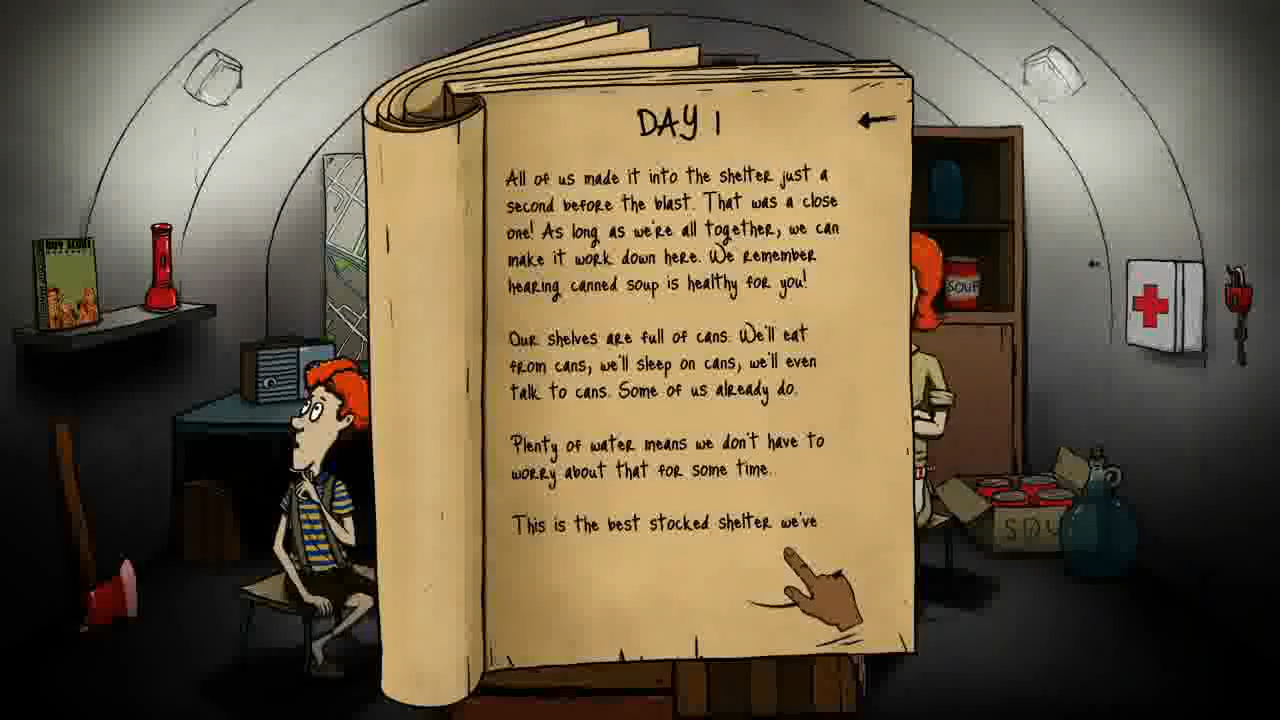 DAY 1
All of us made it into the shelter just a
second before the blast. That was a close
one! As long as we're all together, we can
make it work down here. We remember
hearing canned soup is healthy for you!
Our shelves are full of cans. We'll eat
from cans, we'll sleep on cans, we'll even
talk to cans. Some of us already do.
Plenty of water means we don't have to
worry about that for some time.
This is the best stocked shelter we've
BOY SCOUT
SOUP
SOU